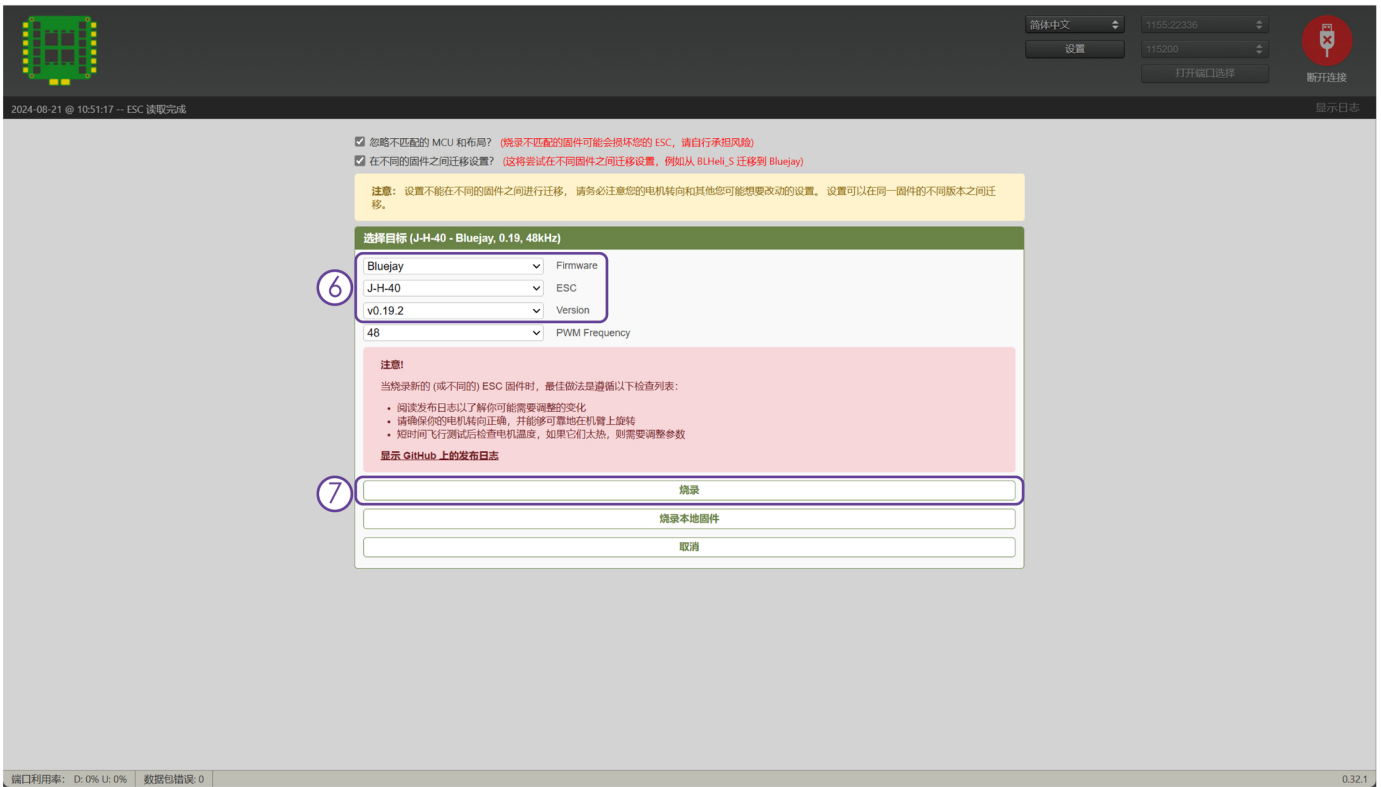 简体中文
1155:22336
设置
115200
打开端口选择
断开连接
2024-08-21 @ 10:51:17 -- ESC 读取完成
显示日志
忽略不匹配的 MCU 和布局? (烧录不匹配的固件可能会损坏您的 ESC, 请自行承担风险)
在不同的固件之间迁移设置? (这将尝试在不同固件之间迁移设置, 例如从 BLHeli_S 迁移到 Bluejay)
注意: 设置不能在不同的固件之间进行迁移, 请务必注意您的电机转向和其他您可能想要改动的设置。 设置可以在同一固件的不同版本之间迁
移。
选择目标 (J-H-40 - Bluejay, 0.19, 48kHz)
Bluejay Firmware
⑥ J-H-40 ESC
v0.19.2 Version
48 PWM Frequency
注意!
当烧录新的 (或不同的) ESC 固件时, 最佳做法是遵循以下检查列表:
• 阅读发布日志以了解你可能需要调整的变化
• 请确保你的电机转向正确, 并能够可靠地在机臂上旋转
• 短时间飞行测试后检查电机温度, 如果它们太热, 则需要调整参数
显示 GitHub 上的发布日志
⑦ 烧录
烧录本地固件
取消
端口利用率: D: 0% U: 0% 数据包错误: 0 0.32.1